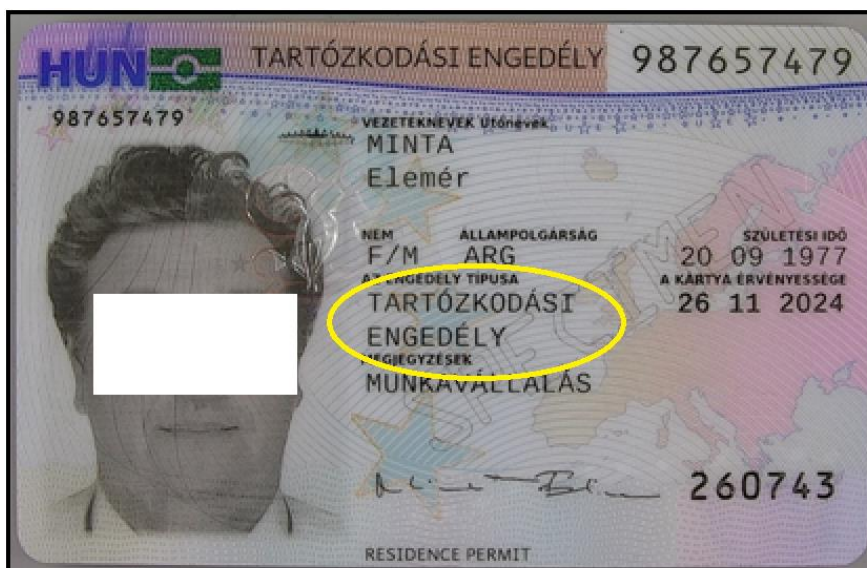 HUN
TARTÓZKODÁSI ENGEDÉLY 987657479
987657479
VEZETÉKNEVEK Utónevek
MINTA
Elemér
NEM ÁLLAMPOLGÁRSÁG SZÜLETÉSI IDŐ
F/M ARG 20 09 1977
AZ ENGEDÉLY TÍPUSA A KÁRTYA ÉRVÉNYESSÉGE
TARTÓZKODÁSI 26 11 2024
ENGEDÉLY
MEGJEGYZÉSEK
MUNKAVÁLLALÁS
SPECIMEN
260743
RESIDENCE PERMIT